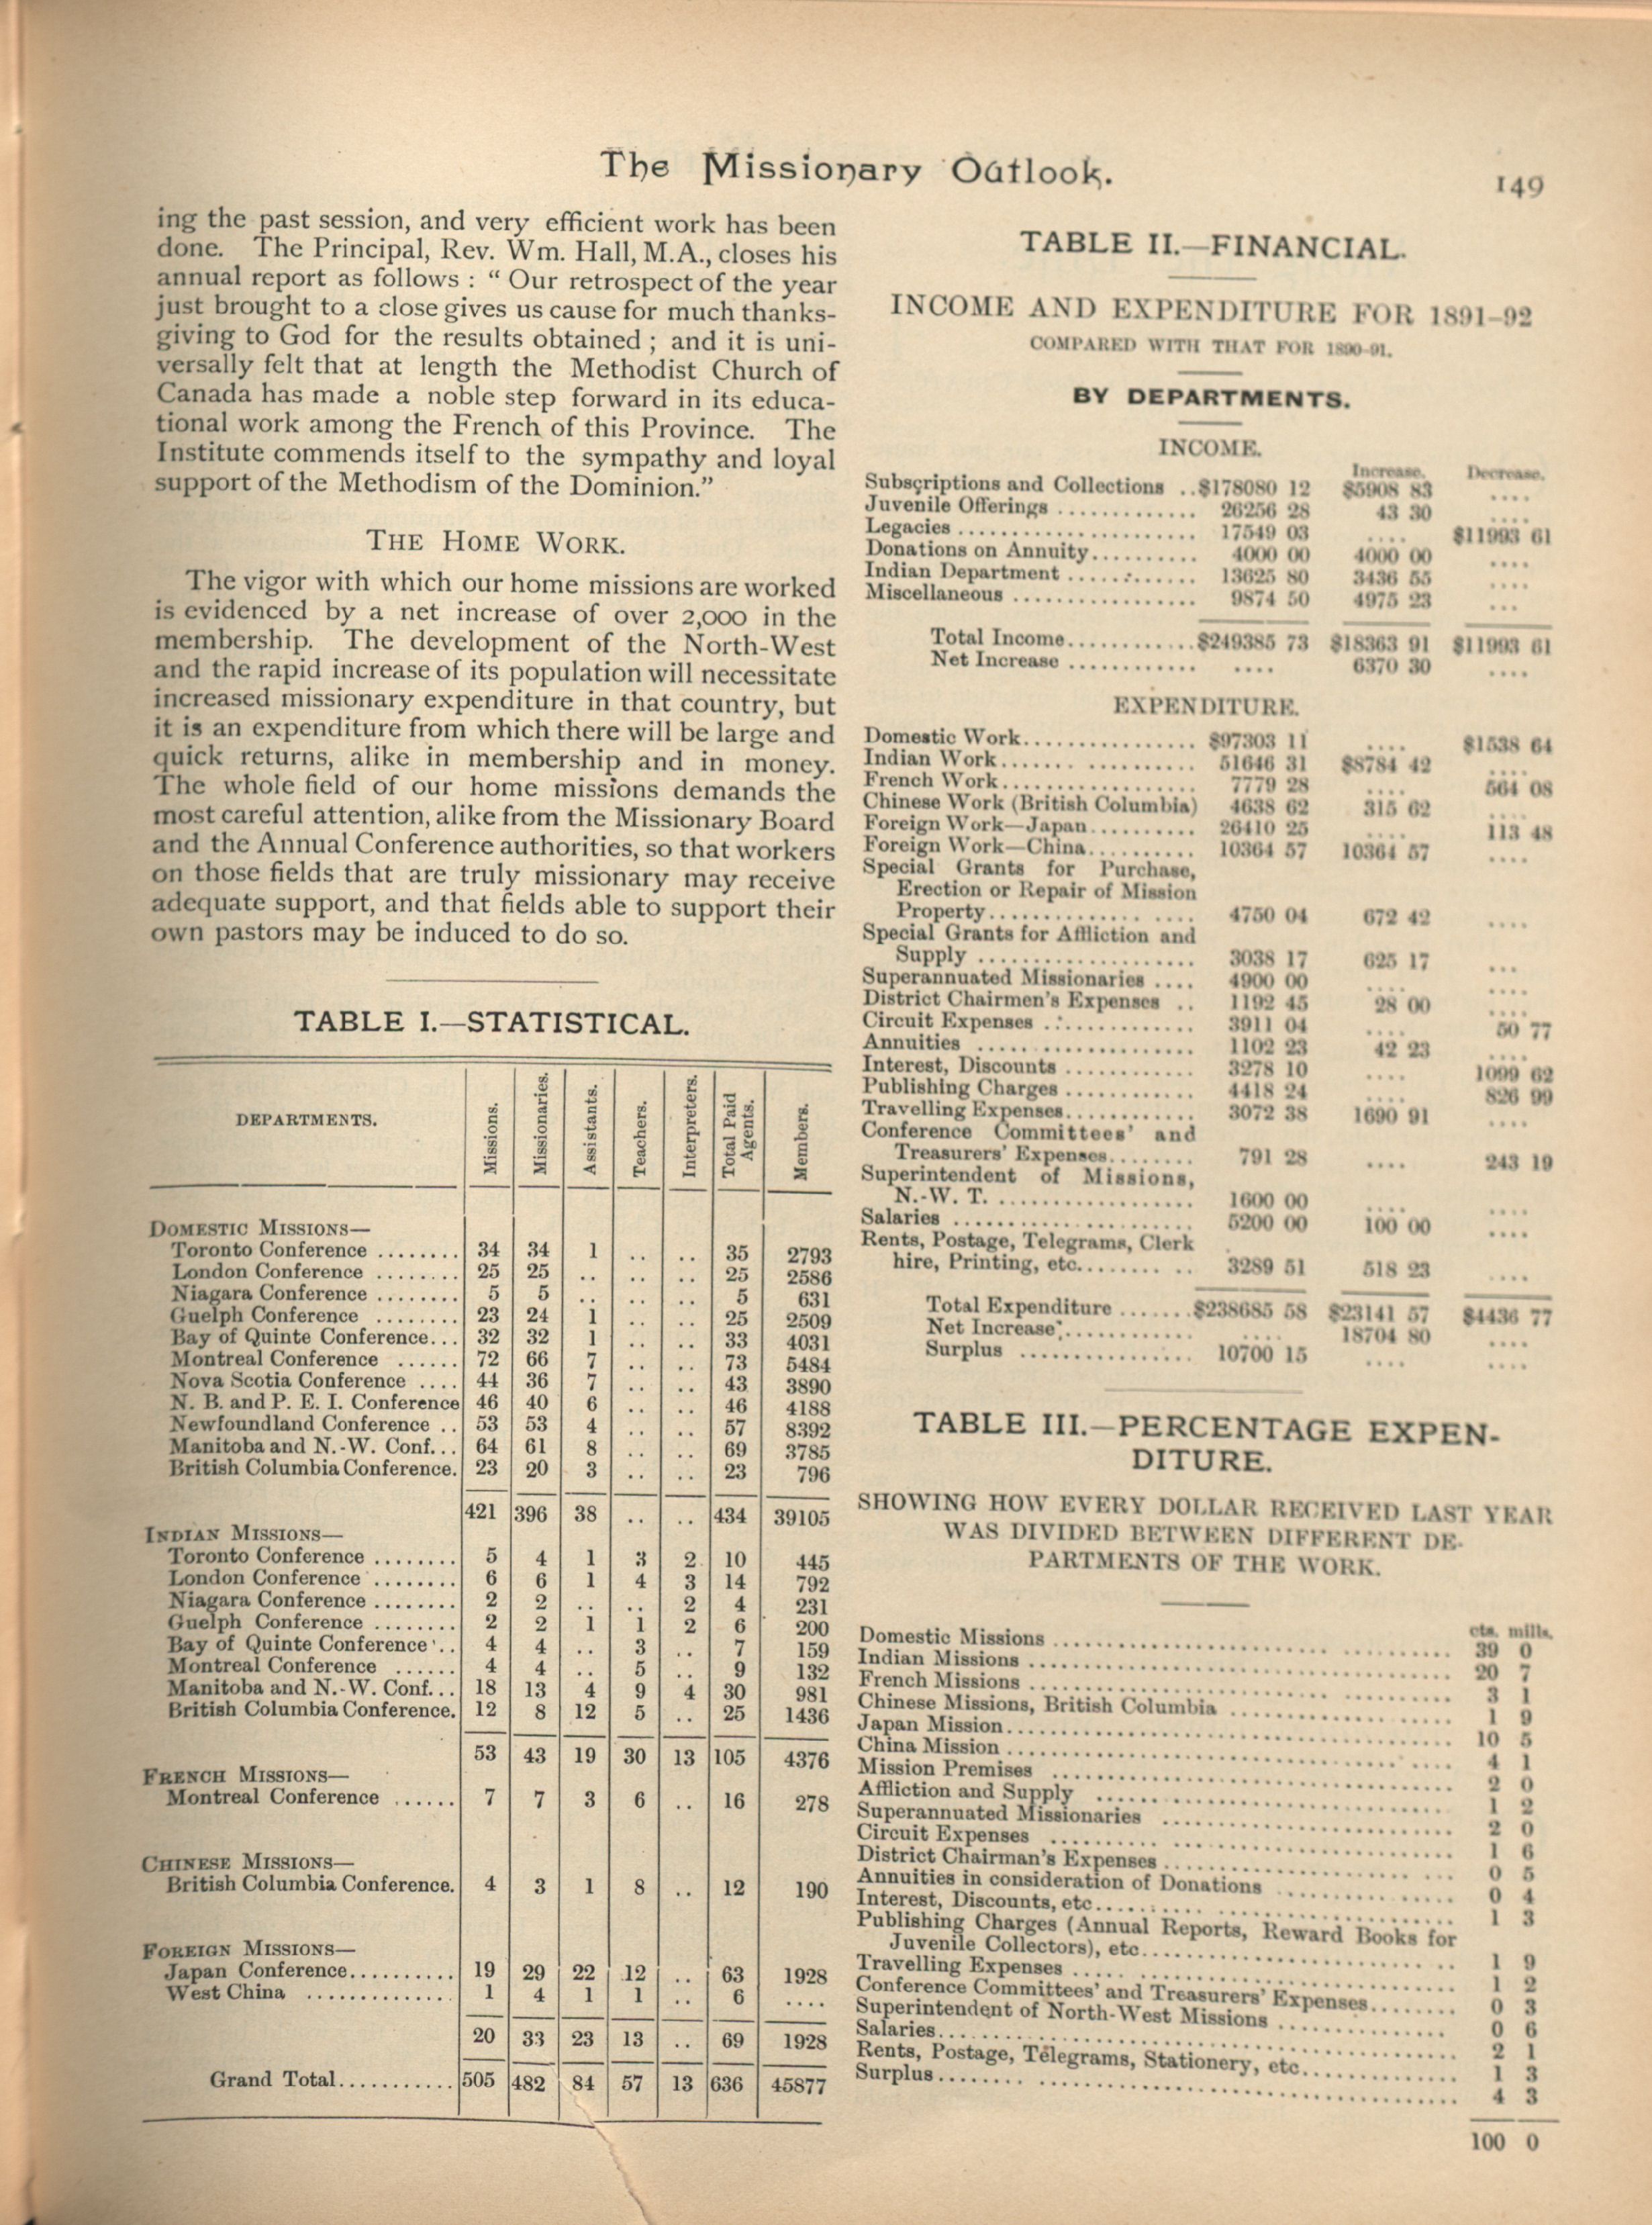 The Missionary Outlook.
149
ing the past session, and very efficient work has been
done. The Principal, Rev. Wm. Hall, M.A., closes his
annual report as follows : “ Our retrospect of the year
just brought to a close gives us cause for much thanks-
giving to God for the results obtained ; and it is uni-
versally felt that at length the Methodist Church of
Canada has made a noble step forward in its educa-
tional work among the French of this Province. The
Institute commends itself to the sympathy and loyal
support of the Methodism of the Dominion.”
THE HOME WORK.
The vigor with which our home missions are worked
is evidenced by a net increase of over 2,000 in the
membership. The development of the North-West
and the rapid increase of its population will necessitate
increased missionary expenditure in that country, but
it is an expenditure from which there will be large and
quick returns, alike in membership and in money.
The whole field of our home missions demands the
most careful attention, alike from the Missionary Board
and the Annual Conference authorities, so that workers
on those fields that are truly missionary may receive
adequate support, and that fields able to support their
own pastors may be induced to do so.
TABLE I.—STATISTICAL.
DEPARTMENTS. Missions. Missionaries. Assistants. Teachers. Interpreters. Total Paid Agents. Members.
DOMESTIC MISSIONS—
Toronto Conference ........ 34 34 1 .. .. 35 2793
London Conference ........ 25 25 .. .. .. 25 2586
Niagara Conference ........ 5 5 .. .. .. 5 631
Guelph Conference ........ 23 24 1 .. .. 25 2509
Bay of Quinte Conference... 32 32 1 .. .. 33 4031
Montreal Conference ...... 72 66 7 .. .. 73 5484
Nova Scotia Conference .... 44 36 7 .. .. 43 3890
N. B. and P. E. I. Conference 46 40 6 .. .. 46 4188
Newfoundland Conference .. 53 53 4 .. .. 57 8392
Manitoba and N.-W. Conf... 64 61 8 .. .. 69 3785
British Columbia Conference. 23 20 3 .. .. 23 796
421 396 38 .. .. 434 39105
INDIAN MISSIONS—
Toronto Conference ........ 5 4 1 3 2 10 445
London Conference ........ 6 6 1 4 3 14 792
Niagara Conference ........ 2 2 .. .. 2 4 231
Guelph Conference ........ 2 2 1 1 2 6 200
Bay of Quinte Conference .. 4 4 .. 3 .. 7 159
Montreal Conference ...... 4 4 .. 5 .. 9 132
Manitoba and N.-W. Conf... 18 13 4 9 4 30 981
British Columbia Conference. 12 8 12 5 .. 25 1436
53 43 19 30 13 105 4376
FRENCH MISSIONS—
Montreal Conference ...... 7 7 3 6 .. 16 278
CHINESE MISSIONS—
British Columbia Conference. 4 3 1 8 .. 12 190
FOREIGN MISSIONS—
Japan Conference.......... 19 29 22 12 .. 63 1928
West China .............. 1 4 1 1 .. 6 ....
20 33 23 13 .. 69 1928
Grand Total........... 505 482 84 57 13 636 45877
TABLE II.—FINANCIAL.
INCOME AND EXPENDITURE FOR 1891-92
COMPARED WITH THAT FOR 1890-91.
BY DEPARTMENTS.
INCOME.
Increase. Decrease.
Subscriptions and Collections ..$178080 12 $5908 83 ....
Juvenile Offerings ............. 26256 28 43 30 ....
Legacies ...................... 17549 03 .... $11993 61
Donations on Annuity.......... 4000 00 4000 00 ....
Indian Department ............ 13625 80 3436 55 ....
Miscellaneous ................. 9874 50 4975 23 ...
Total Income............$249385 73 $18363 91 $11993 61
Net Increase ............ .... 6370 30 ....
EXPENDITURE.
Domestic Work................ $97303 11 .... $1538 64
Indian Work.................. 51646 31 $8784 42 ....
French Work.................. 7779 28 .... 564 08
Chinese Work (British Columbia) 4638 62 315 62 ....
Foreign Work—Japan.......... 26410 25 .... 113 48
Foreign Work—China.......... 10364 57 10364 57 ....
Special Grants for Purchase,
Erection or Repair of Mission
Property.................. 4750 04 672 42 ....
Special Grants for Affliction and
Supply .................... 3038 17 625 17 ...
Superannuated Missionaries .... 4900 00 .... ....
District Chairmen's Expenses .. 1192 45 28 00 ....
Circuit Expenses .............. 3911 04 .... 50 77
Annuities .................... 1102 23 42 23 ....
Interest, Discounts ............ 3278 10 .... 1099 62
Publishing Charges ............ 4418 24 .... 826 99
Travelling Expenses............ 3072 38 1690 91 ....
Conference Committees' and
Treasurers' Expenses........ 791 28 .... 243 19
Superintendent of Missions,
N.-W. T. .................. 1600 00 .... ....
Salaries ...................... 5200 00 100 00 ....
Rents, Postage, Telegrams, Clerk
hire, Printing, etc.......... 3289 51 518 23 ....
Total Expenditure .......$238685 58 $23141 57 $4436 77
Net Increase............ .... 18704 80 ....
Surplus ................ 10700 15 .... ....
TABLE III.—PERCENTAGE EXPEN-
DITURE.
SHOWING HOW EVERY DOLLAR RECEIVED LAST YEAR
WAS DIVIDED BETWEEN DIFFERENT DE-
PARTMENTS OF THE WORK.
cts. mills.
Domestic Missions ................ 39 0
Indian Missions ................ 20 7
French Missions ................ 3 1
Chinese Missions, British Columbia ................ 1 9
Japan Mission................ 10 5
China Mission ................ 4 1
Mission Premises ................ 2 0
Affliction and Supply ................ 1 2
Superannuated Missionaries ................ 2 0
Circuit Expenses ................ 1 6
District Chairman's Expenses ................ 0 5
Annuities in consideration of Donations ................ 0 4
Interest, Discounts, etc................ 1 3
Publishing Charges (Annual Reports, Reward Books for
Juvenile Collectors), etc................ 1 9
Travelling Expenses ................ 1 2
Conference Committees' and Treasurers' Expenses........ 0 3
Superintendent of North-West Missions ................ 0 6
Salaries................ 2 1
Rents, Postage, Telegrams, Stationery, etc................ 1 3
Surplus................ 4 3
100 0